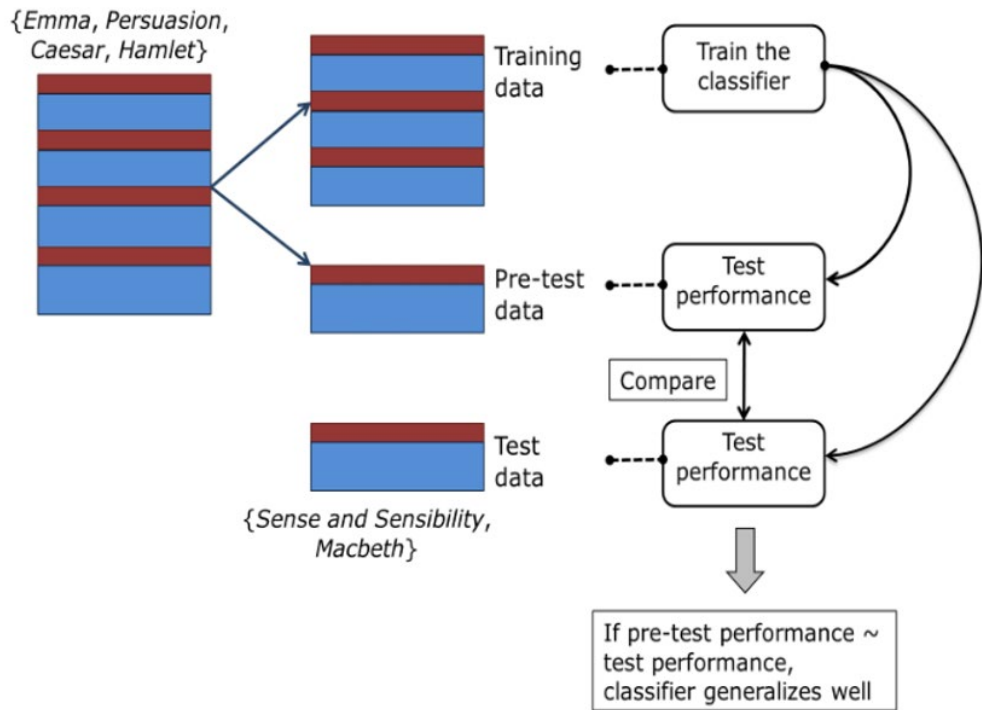 {Emma, Persuasion,
Caesar, Hamlet}
Training
data
Train the
classifier
Pre-test
data
Test
performance
Compare
Test
data
Test
performance
{Sense and Sensibility,
Macbeth}
If pre-test performance ~
test performance,
classifier generalizes well